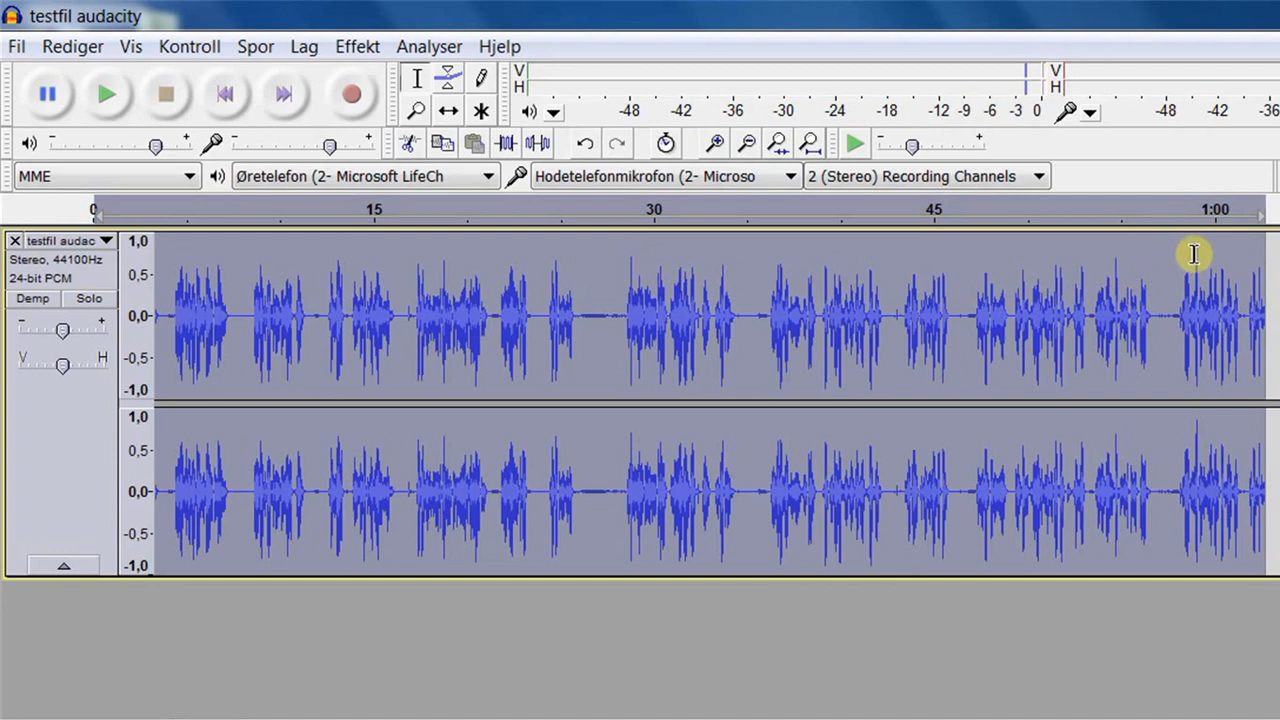 testfil audacity
Fil Rediger Vis Kontroll Spor Lag Effekt Analyser Hjelp
V V
H H
-48 -42 -36 -30 -24 -18 -12 -9 -6 -3 0 -48 -42 -36
- + - + - +
MME Øretelefon (2- Microsoft LifeCh Hodetelefonmikrofon (2- Microso 2 (Stereo) Recording Channels
0 15 30 45 1:00
testfil audac 1,0
Stereo, 44100Hz
24-bit PCM 0,5-
Demp Solo
- + 0,0-
V H -0,5-
-1,0
1,0
0,5-
0,0-
-0,5-
-1,0